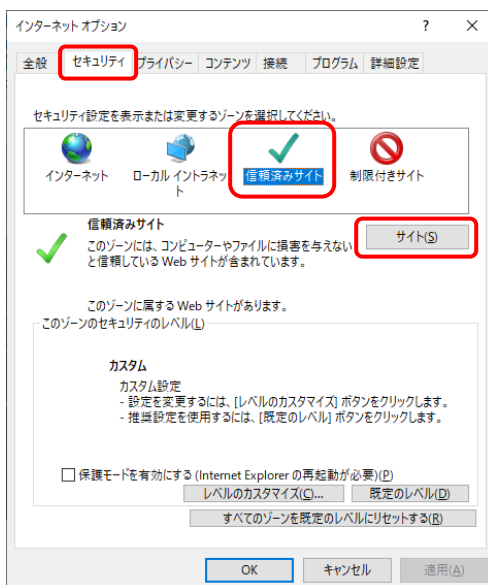 インターネット オプション ? ×
全般 セキュリティ プライバシー コンテンツ 接続 プログラム 詳細設定
セキュリティ設定を表示または変更するゾーンを選択してください。
インターネット ローカル イントラネッ 信頼済みサイト 制限付きサイト
ト
信頼済みサイト
サイト(S)
このゾーンには、コンピューターやファイルに損害を与えない
と信頼している Web サイトが含まれています。
このゾーンに属する Web サイトがあります。
このゾーンのセキュリティのレベル(L)
カスタム
カスタム設定
- 設定を変更するには、[レベルのカスタマイズ] ボタンをクリックします。
- 推奨設定を使用するには、[既定のレベル] ボタンをクリックします。
保護モードを有効にする (Internet Explorer の再起動が必要)(P)
レベルのカスタマイズ(C)... 既定のレベル(D)
すべてのゾーンを既定のレベルにリセットする(R)
OK キャンセル 適用(A)